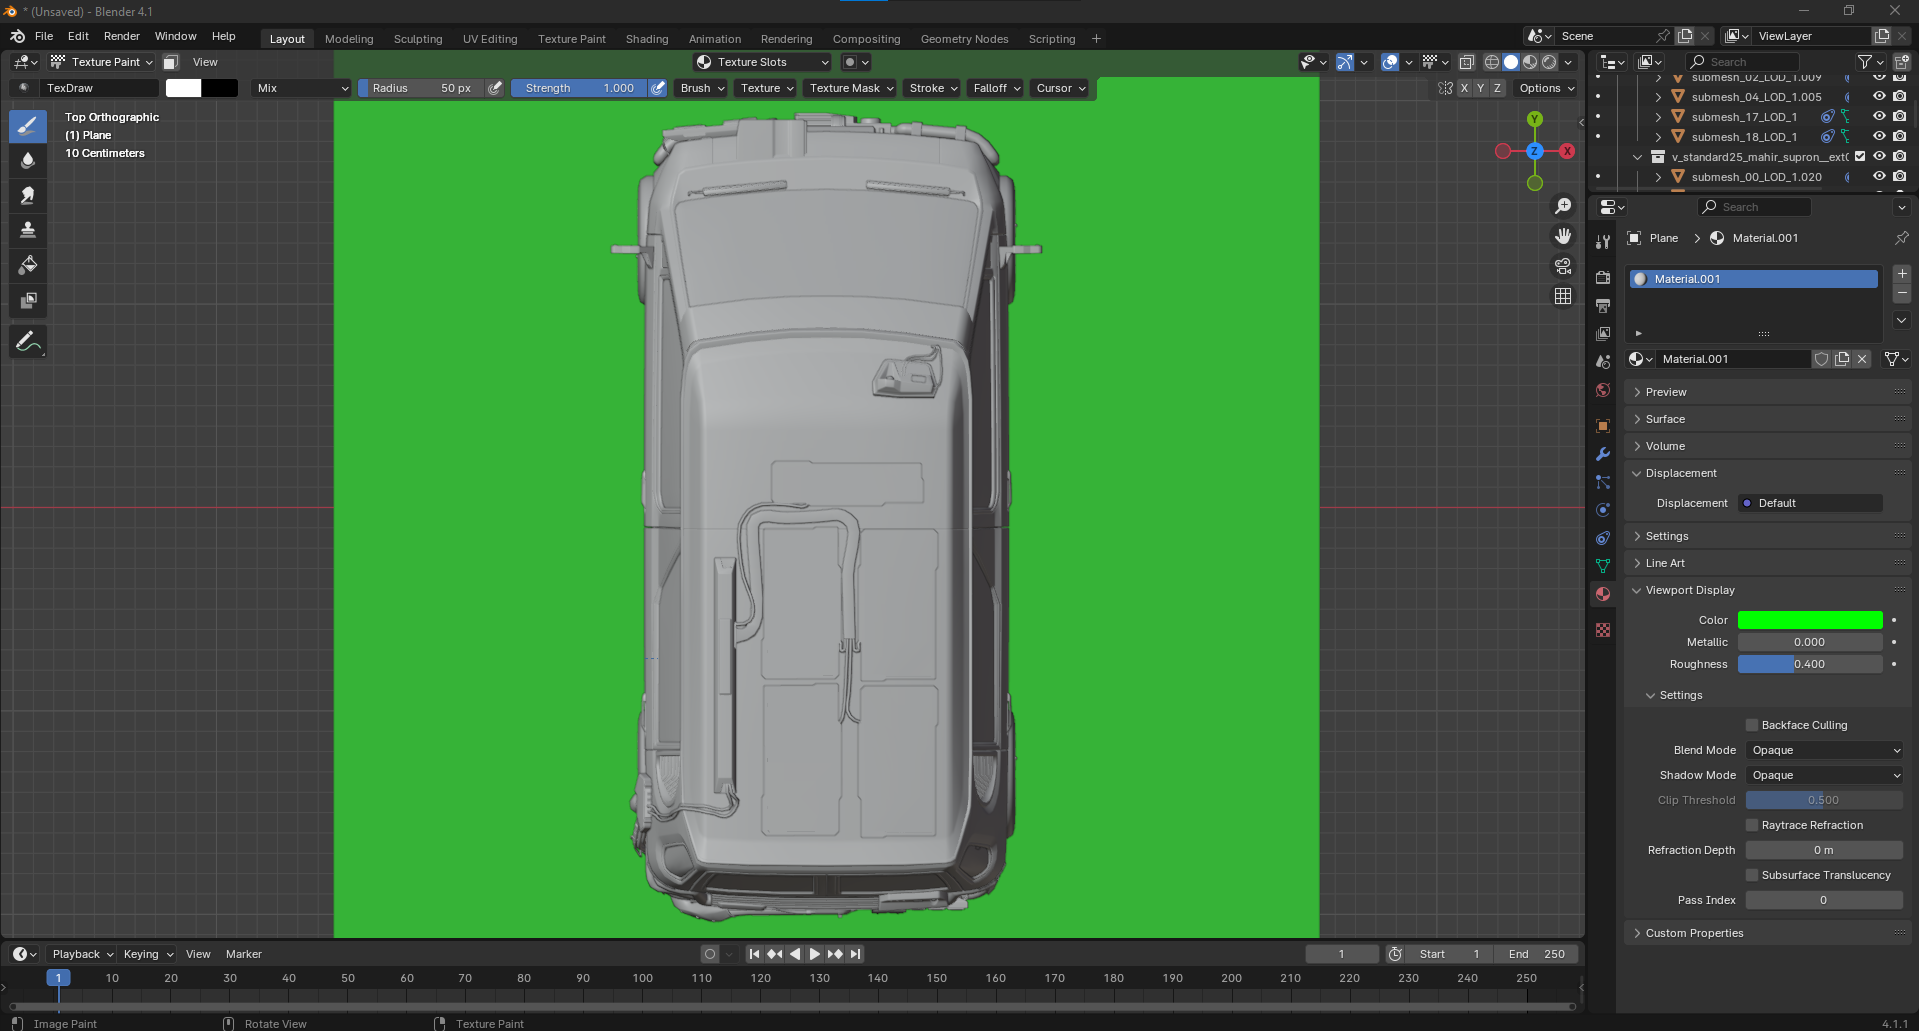 * (Unsaved) - Blender 4.1
File Edit Render Window Help
Layout Modeling Sculpting UV Editing Texture Paint Shading Animation Rendering Compositing Geometry Nodes Scripting +
Scene
ViewLayer
Texture Paint View
Texture Slots
Search
TexDraw Mix Radius 50 px Strength 1.000 Brush Texture Texture Mask Stroke Falloff Cursor
X Y Z Options
Top Orthographic
(1) Plane
10 Centimeters
Y
Z
X
submesh_02_LOD_1.009
submesh_04_LOD_1.005
submesh_17_LOD_1
submesh_18_LOD_1
v_standard25_mahir_supron__ext0
submesh_00_LOD_1.020
Search
Plane > Material.001
Material.001
Material.001
Preview
Surface
Volume
Displacement
Displacement Default
Settings
Line Art
Viewport Display
Color
Metallic 0.000
Roughness 0.400
Settings
Backface Culling
Blend Mode Opaque
Shadow Mode Opaque
Clip Threshold 0.500
Raytrace Refraction
Refraction Depth 0 m
Subsurface Translucency
Pass Index 0
Custom Properties
Playback Keying View Marker
1 Start 1 End 250
1 10 20 30 40 50 60 70 80 90 100 110 120 130 140 150 160 170 180 190 200 210 220 230 240 250
Image Paint Rotate View Texture Paint
4.1.1